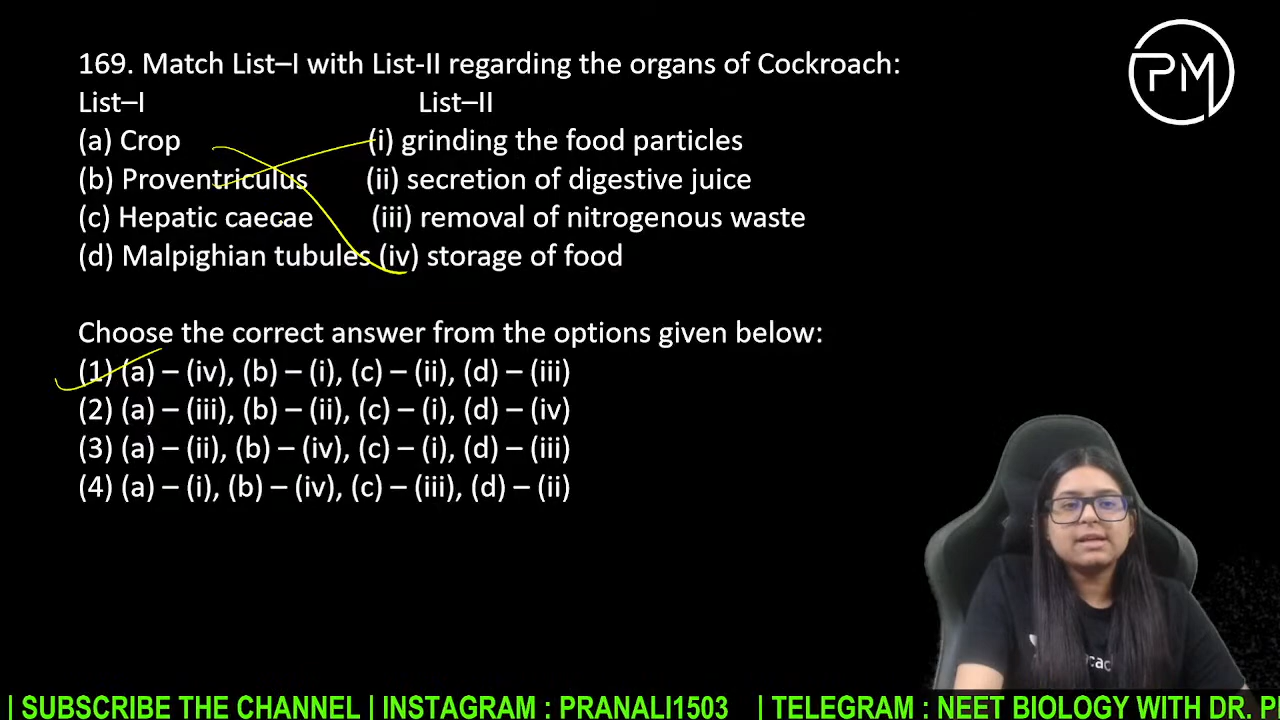 PM
169. Match List–I with List-II regarding the organs of Cockroach:
List–I List–II
(a) Crop (i) grinding the food particles
(b) Proventriculus (ii) secretion of digestive juice
(c) Hepatic caecae (iii) removal of nitrogenous waste
(d) Malpighian tubules (iv) storage of food
Choose the correct answer from the options given below:
(1) (a) – (iv), (b) – (i), (c) – (ii), (d) – (iii)
(2) (a) – (iii), (b) – (ii), (c) – (i), (d) – (iv)
(3) (a) – (ii), (b) – (iv), (c) – (i), (d) – (iii)
(4) (a) – (i), (b) – (iv), (c) – (iii), (d) – (ii)
| SUBSCRIBE THE CHANNEL | INSTAGRAM : PRANALI1503 | TELEGRAM : NEET BIOLOGY WITH DR. P